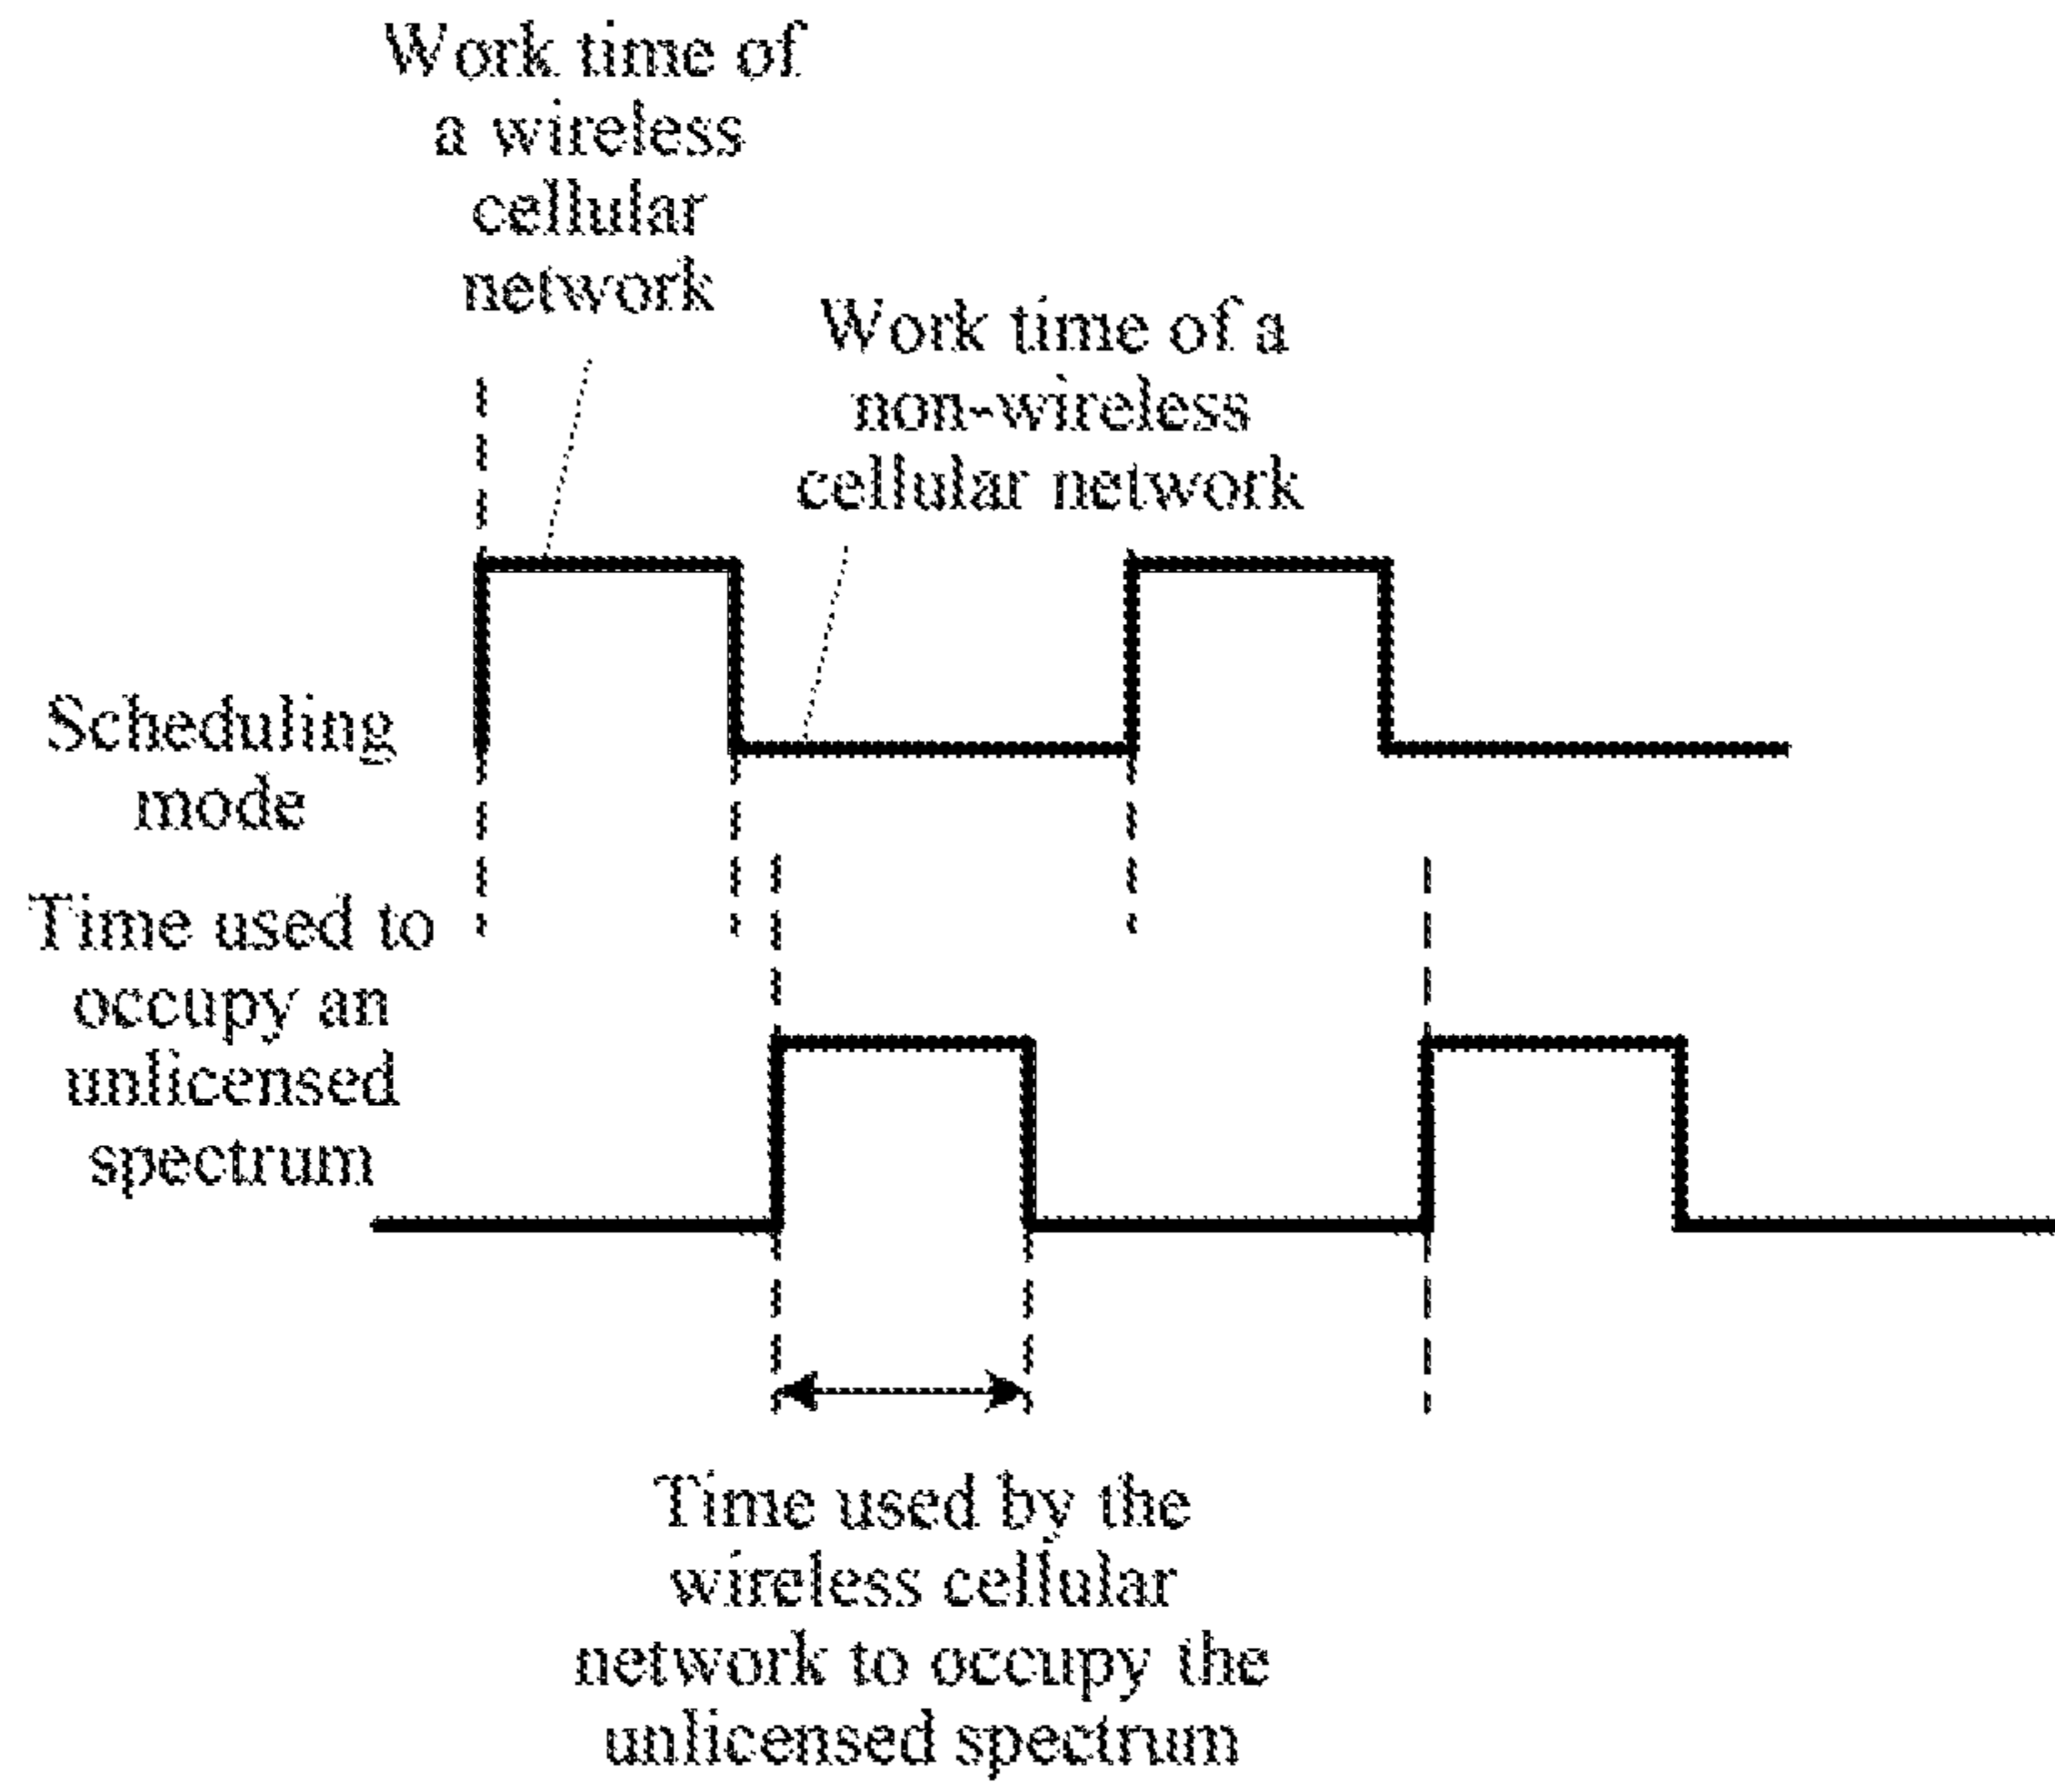 Work time of
a wireless
cellular
network
Work time of a
non-wireless
cellular network
Scheduling
mode
Time used to
occupy an
unlicensed
spectrum
Time used by the
wireless cellular
network to occupy the
unlicensed spectrum